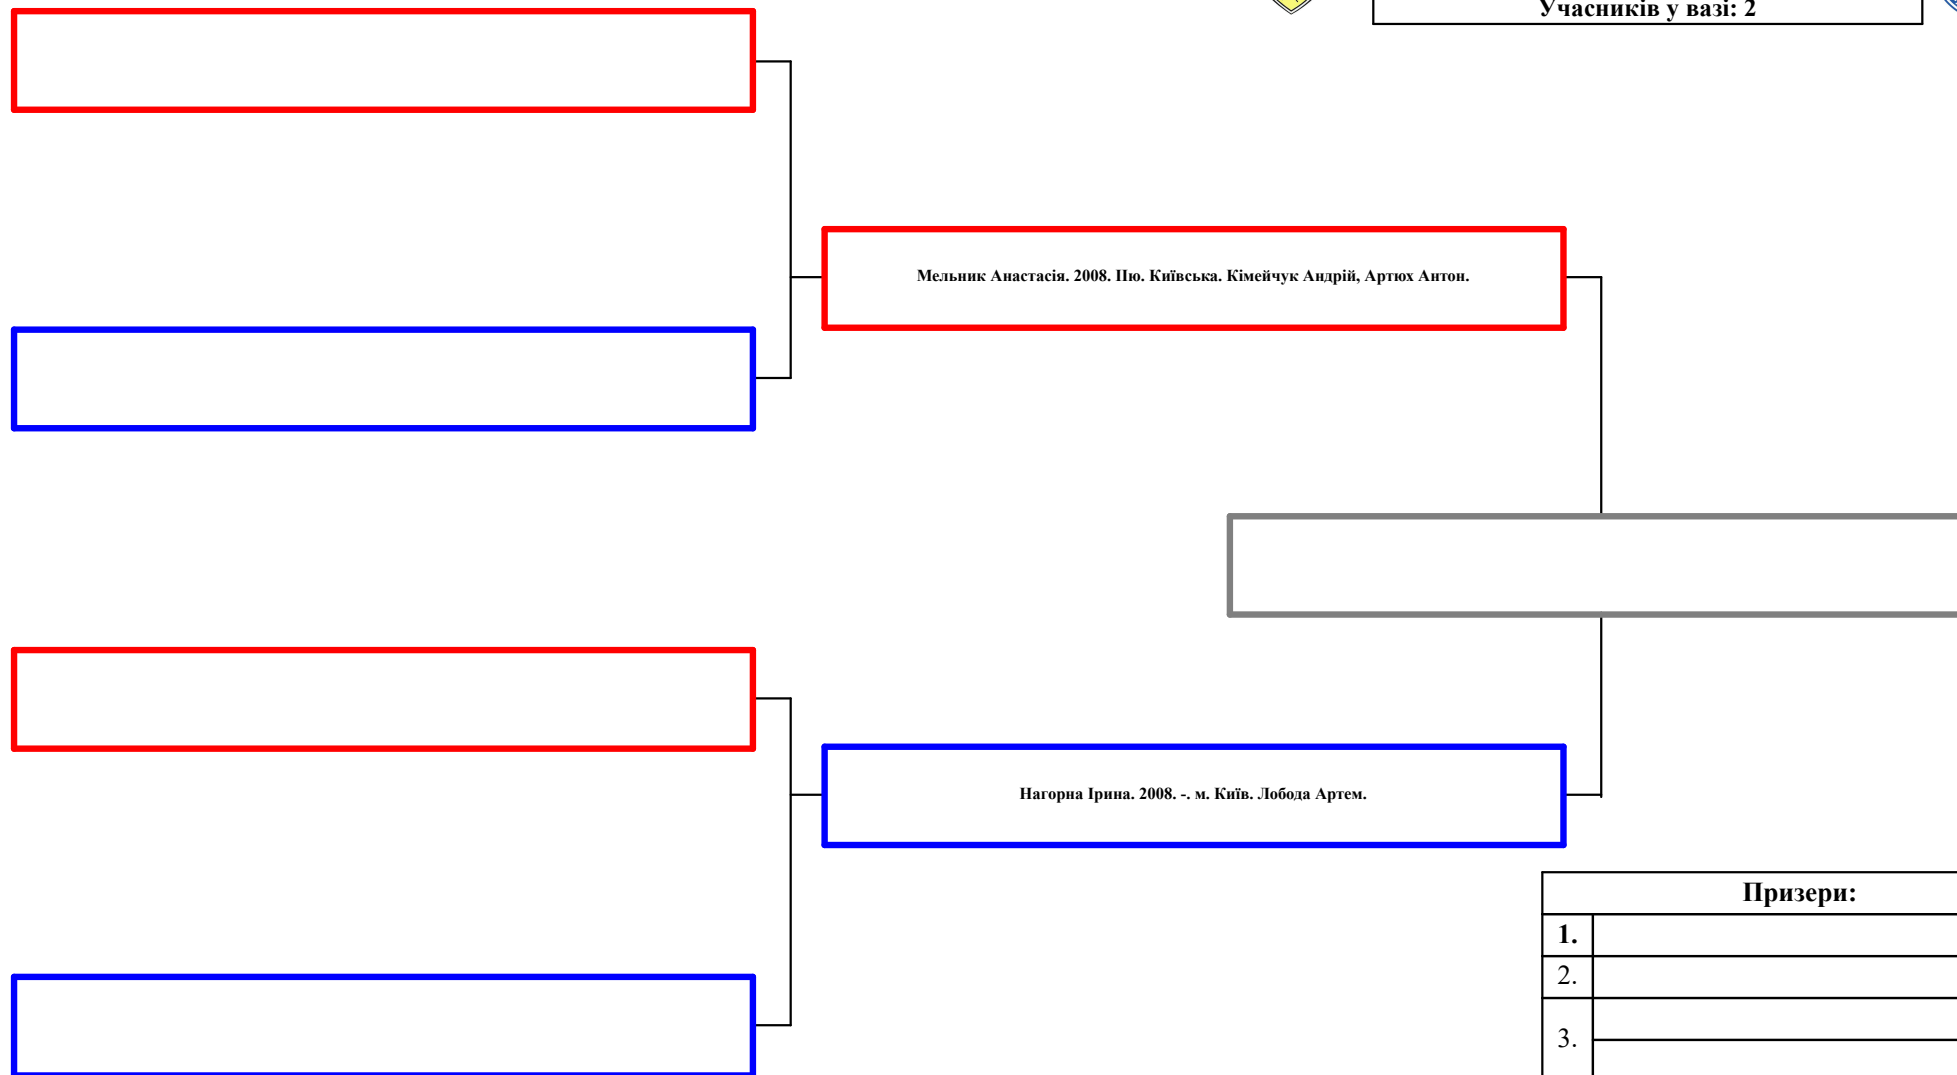 Учасників у вазі: 2
Мельник Анастасія. 2008. ІІю. Київська. Кімейчук Андрій, Артюх Антон.
Нагорна Ірина. 2008. -. м. Київ. Лобода Артем.
Призери:
1.
2.
3.